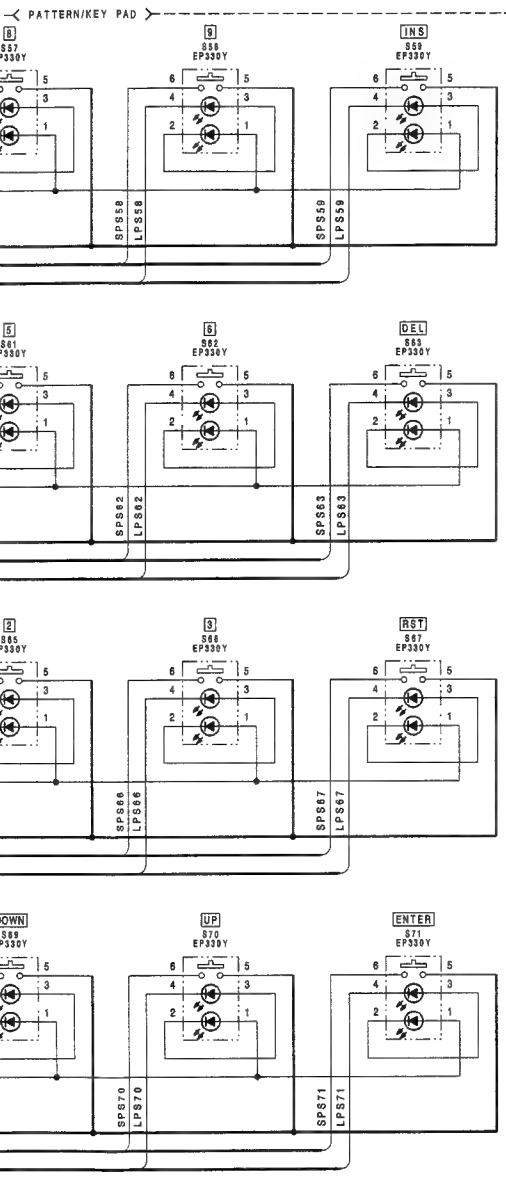 PATTERN/KEY PAD
8 9 INS
S57 S58 S59
EP330Y EP330Y EP330Y
5 6 5 6 5
3 4 3 4 3
1 2 1 2 1
SPS58 LPS58 SPS59 LPS59
5 6 DEL
S61 S62 S63
EP330Y EP330Y EP330Y
5 6 5 6 5
3 4 3 4 3
1 2 1 2 1
SPS62 LPS62 SPS63 LPS63
2 3 RST
S65 S66 S67
EP330Y EP330Y EP330Y
5 6 5 6 5
3 4 3 4 3
1 2 1 2 1
SPS66 LPS66 SPS67 LPS67
DOWN UP ENTER
S69 S70 S71
EP330Y EP330Y EP330Y
5 6 5 6 5
3 4 3 4 3
1 2 1 2 1
SPS70 LPS70 SPS71 LPS71